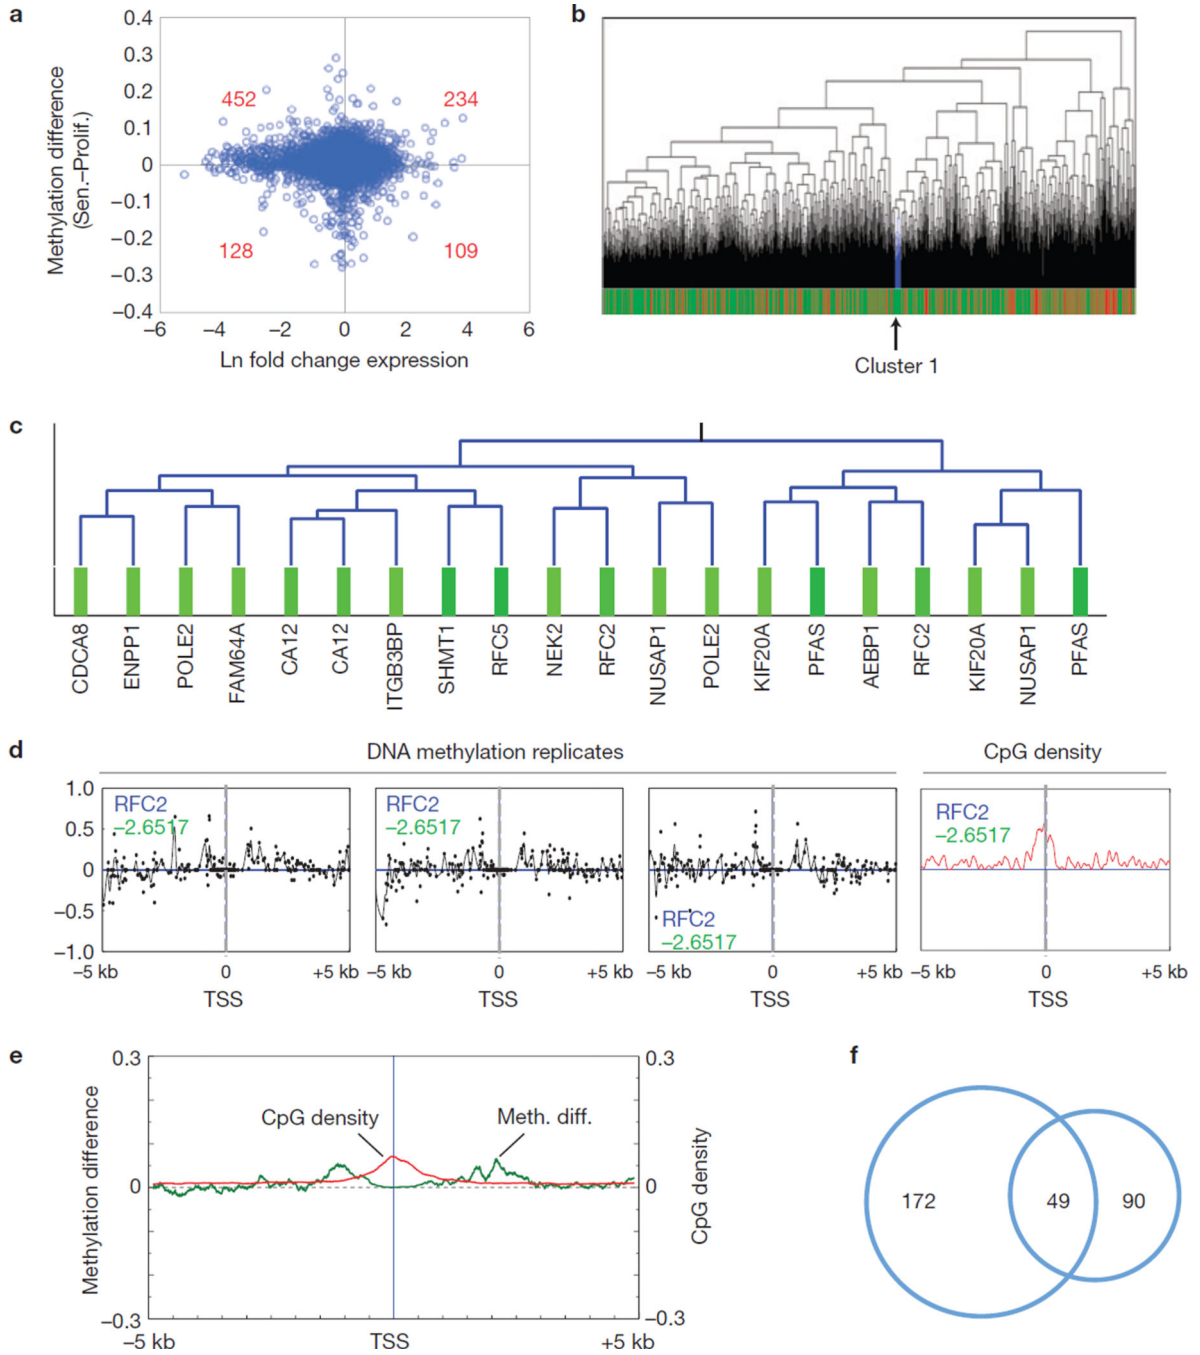 a
0.4
0.3
0.2
0.1
0
−0.1
−0.2
−0.3
−0.4
Methylation difference
(Sen.–Prolif.)
452
234
128
109
−6
−4
−2
0
2
4
6
Ln fold change expression
b
Cluster 1
c
CDCA8
ENPP1
POLE2
FAM64A
CA12
CA12
ITGB3BP
SHMT1
RFC5
NEK2
RFC2
NUSAP1
POLE2
KIF20A
PFAS
AEBP1
RFC2
KIF20A
NUSAP1
PFAS
d
DNA methylation replicates
CpG density
1.0
0.5
0
−0.5
−1.0
RFC2
−2.6517
RFC2
−2.6517
RFC2
−2.6517
RFC2
−2.6517
−5 kb
0
+5 kb
−5 kb
0
+5 kb
−5 kb
0
+5 kb
−5 kb
0
+5 kb
TSS
TSS
TSS
TSS
e
0.3
0
−0.3
Methylation difference
CpG density
Meth. diff.
0.3
0
−0.3
CpG density
−5 kb
TSS
+5 kb
f
172
49
90